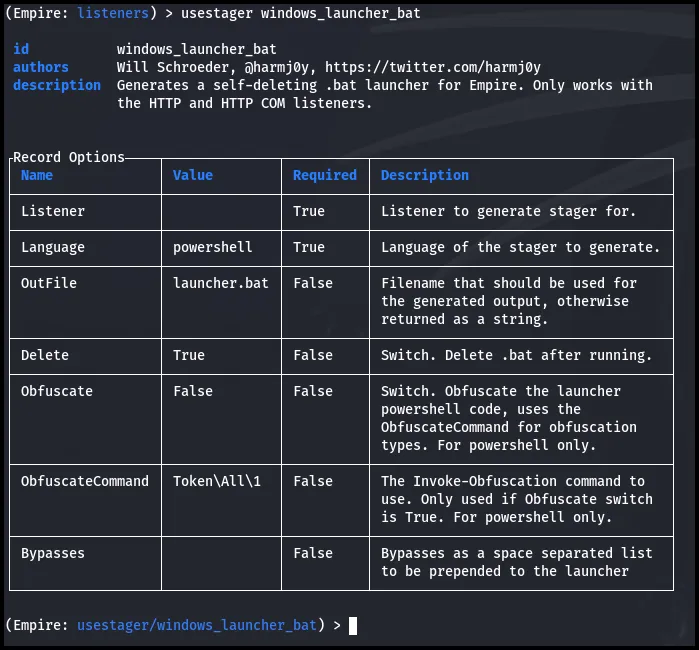 (Empire: listeners) > usestager windows_launcher_bat
id windows_launcher_bat
authors Will Schroeder, @harmj0y, https://twitter.com/harmj0y
description Generates a self-deleting .bat launcher for Empire. Only works with
the HTTP and HTTP COM listeners.
Record Options
Name Value Required Description
Listener True Listener to generate stager for.
Language powershell True Language of the stager to generate.
OutFile launcher.bat False Filename that should be used for
the generated output, otherwise
returned as a string.
Delete True False Switch. Delete .bat after running.
Obfuscate False False Switch. Obfuscate the launcher
powershell code, uses the
ObfuscateCommand for obfuscation
types. For powershell only.
ObfuscateCommand Token\All\1 False The Invoke-Obfuscation command to
use. Only used if Obfuscate switch
is True. For powershell only.
Bypasses False Bypasses as a space separated list
to be prepended to the launcher
(Empire: usestager/windows_launcher_bat) >